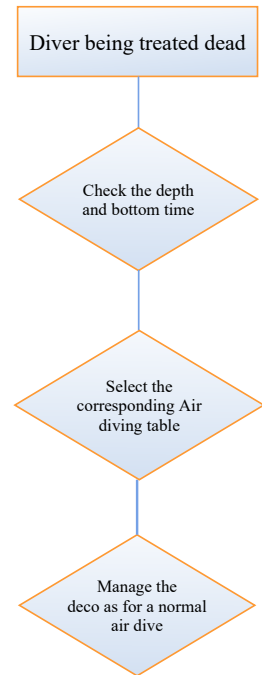 Diver being treated dead
Check the depth
and bottom time
Select the
corresponding Air
diving table
Manage the
deco as for a normal
air dive